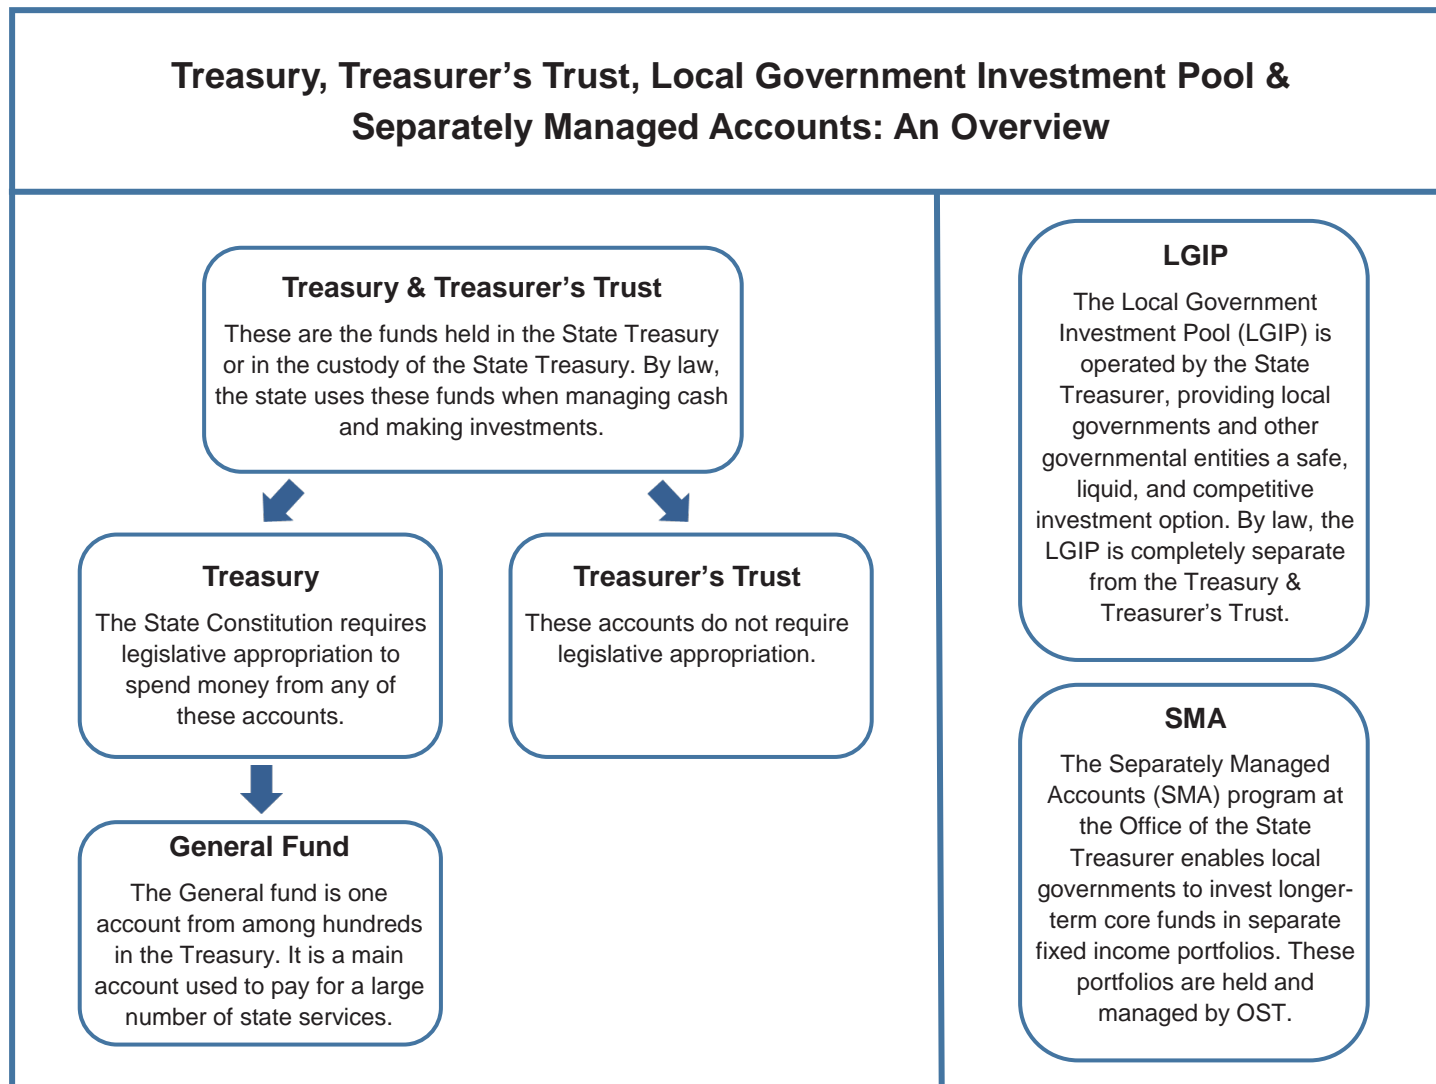 Treasury, Treasurer’s Trust, Local Government Investment Pool &
Separately Managed Accounts: An Overview
Treasury & Treasurer’s Trust
These are the funds held in the State Treasury
or in the custody of the State Treasury. By law,
the state uses these funds when managing cash
and making investments.
Treasury
The State Constitution requires
legislative appropriation to
spend money from any of
these accounts.
Treasurer’s Trust
These accounts do not require
legislative appropriation.
General Fund
The General fund is one
account from among hundreds
in the Treasury. It is a main
account used to pay for a large
number of state services.
LGIP
The Local Government
Investment Pool (LGIP) is
operated by the State
Treasurer, providing local
governments and other
governmental entities a safe,
liquid, and competitive
investment option. By law, the
LGIP is completely separate
from the Treasury &
Treasurer’s Trust.
SMA
The Separately Managed
Accounts (SMA) program at
the Office of the State
Treasurer enables local
governments to invest longer-
term core funds in separate
fixed income portfolios. These
portfolios are held and
managed by OST.